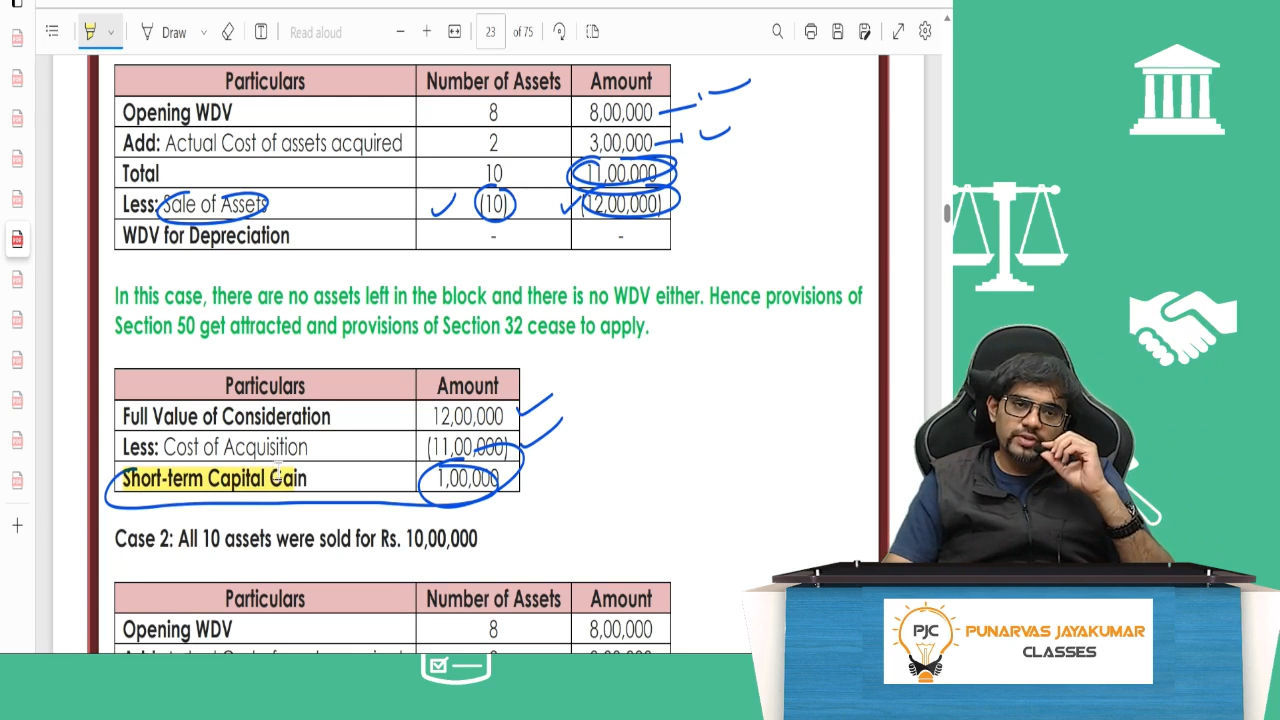 Draw
Read aloud
23 of 75
Particulars Number of Assets Amount
Opening WDV 8 8,00,000
Add: Actual Cost of assets acquired 2 3,00,000
Total 10 11,00,000
Less: Sale of Assets (10) (12,00,000)
WDV for Depreciation - -
In this case, there are no assets left in the block and there is no WDV either. Hence provisions of
Section 50 get attracted and provisions of Section 32 cease to apply.
Particulars Amount
Full Value of Consideration 12,00,000
Less: Cost of Acquisition (11,00,000)
Short-term Capital Gain 1,00,000
Case 2: All 10 assets were sold for Rs. 10,00,000
Particulars Number of Assets Amount
Opening WDV 8 8,00,000
PJC
PUNARVAS JAYAKUMAR
CLASSES